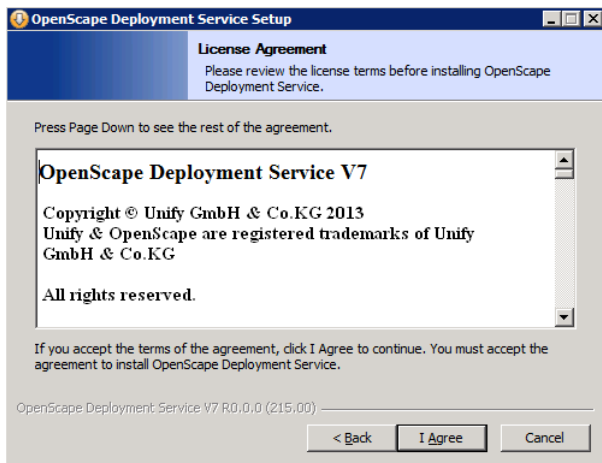 OpenScape Deployment Service Setup
License Agreement
Please review the license terms before installing OpenScape
Deployment Service.
Press Page Down to see the rest of the agreement.
OpenScape Deployment Service V7
Copyright © Unify GmbH & Co.KG 2013
Unify & OpenScape are registered trademarks of Unify
GmbH & Co.KG
All rights reserved.
If you accept the terms of the agreement, click I Agree to continue. You must accept the
agreement to install OpenScape Deployment Service.
OpenScape Deployment Service V7 R0.0.0 (215.00)
< Back I Agree Cancel